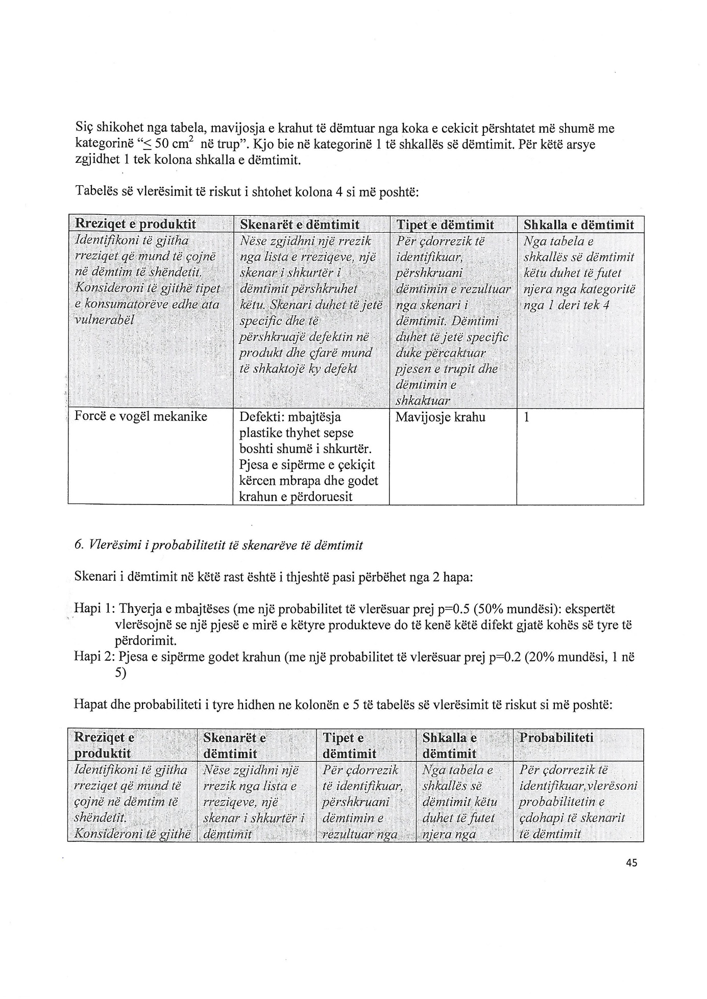 Siç shikohet nga tabela, mavijosja e krahut të dëmtuar nga koka e cekicit përshtatet më shumë me
kategorinë “≤ 50 cm² në trup”. Kjo bie në kategorinë 1 të shkallës së dëmtimit. Për këtë arsye
zgjidhet 1 tek kolona shkalla e dëmtimit.
Tabelës së vlerësimit të riskut i shtohet kolona 4 si më poshtë:
Rreziqet e produktit
Identifikoni të gjitha
rreziqet që mund të çojnë
në dëmtim të shëndetit.
Konsideroni të gjithë tipet
e konsumatorëve edhe ata
vulnerabël
Skenarët e dëmtimit
Nëse zgjidhni një rrezik
nga lista e rreziqeve, një
skenar i shkurtër i
dëmtimit përshkruhet
këtu. Skenari duhet të jetë
specific dhe të
përshkruajë defektin në
produkt dhe çfarë mund
të shkaktojë ky defekt
Tipet e dëmtimit
Për çdorrezik të
identifikuar,
përshkruani
dëmtimin e rezultuar
nga skenari i
dëmtimit. Dëmtimi
duhet të jetë specific
duke përcaktuar
pjesen e trupit dhe
dëmtimin e
shkaktuar
Shkalla e dëmtimit
Nga tabela e
shkallës së dëmtimit
këtu duhet të futet
njera nga kategoritë
nga 1 deri tek 4
Forcë e vogël mekanike
Defekti: mbajtësja
plastike thyhet sepse
boshti shumë i shkurtër.
Pjesa e sipërme e çekiçit
kërcen mbrapa dhe godet
krahun e përdoruesit
Mavijosje krahu
1
6. Vlerësimi i probabilitetit të skenarëve të dëmtimit
Skenari i dëmtimit në këtë rast është i thjeshtë pasi përbëhet nga 2 hapa:
Hapi 1: Thyerja e mbajtëses (me një probabilitet të vlerësuar prej p=0.5 (50% mundësi): ekspertët
vlerësojnë se një pjesë e mirë e këtyre produkteve do të kenë këtë difekt gjatë kohës së tyre të
përdorimit.
Hapi 2: Pjesa e sipërme godet krahun (me një probabilitet të vlerësuar prej p=0.2 (20% mundësi, 1 në
5)
Hapat dhe probabiliteti i tyre hidhen ne kolonën e 5 të tabelës së vlerësimit të riskut si më poshtë:
Rreziqet e
produktit
Identifikoni të gjitha
rreziqet që mund të
çojnë në dëmtim të
shëndetit.
Konsideroni të gjithë
Skenarët e
dëmtimit
Nëse zgjidhni një
rrezik nga lista e
rreziqeve, një
skenar i shkurtër i
dëmtimit
Tipet e
dëmtimit
Për çdorrezik
të identifikuar,
përshkruani
dëmtimin e
rezultuar nga
Shkalla e
dëmtimit
Nga tabela e
shkallës së
dëmtimit këtu
duhet të futet
njera nga
Probabiliteti
Për çdorrezik të
identifikuar,vlerësoni
probabilitetin e
çdohapi të skenarit
të dëmtimit
45